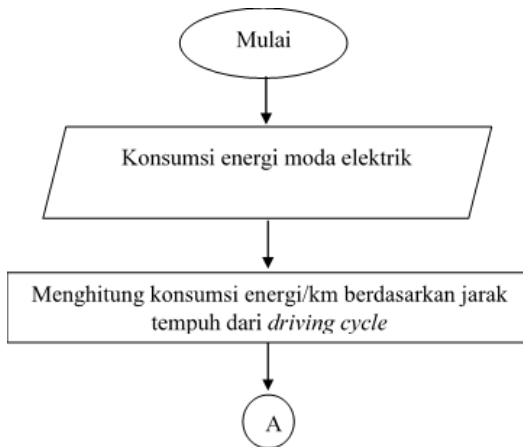 Mulai
Konsumsi energi moda elektrik
Menghitung konsumsi energi/km berdasarkan jarak
tempuh dari driving cycle
A